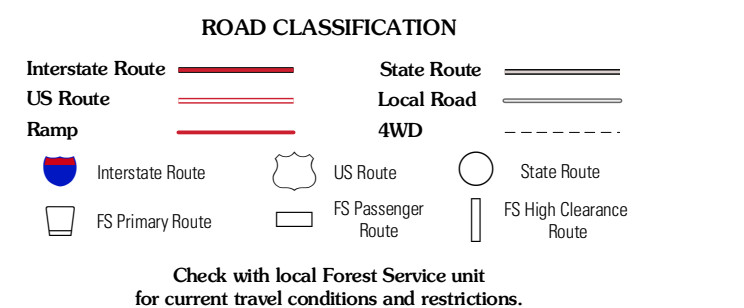 ROAD CLASSIFICATION
Interstate Route
State Route
US Route
Local Road
Ramp
4WD
Interstate Route
US Route
State Route
FS Primary Route
FS Passenger
Route
FS High Clearance
Route
Check with local Forest Service unit
for current travel conditions and restrictions.